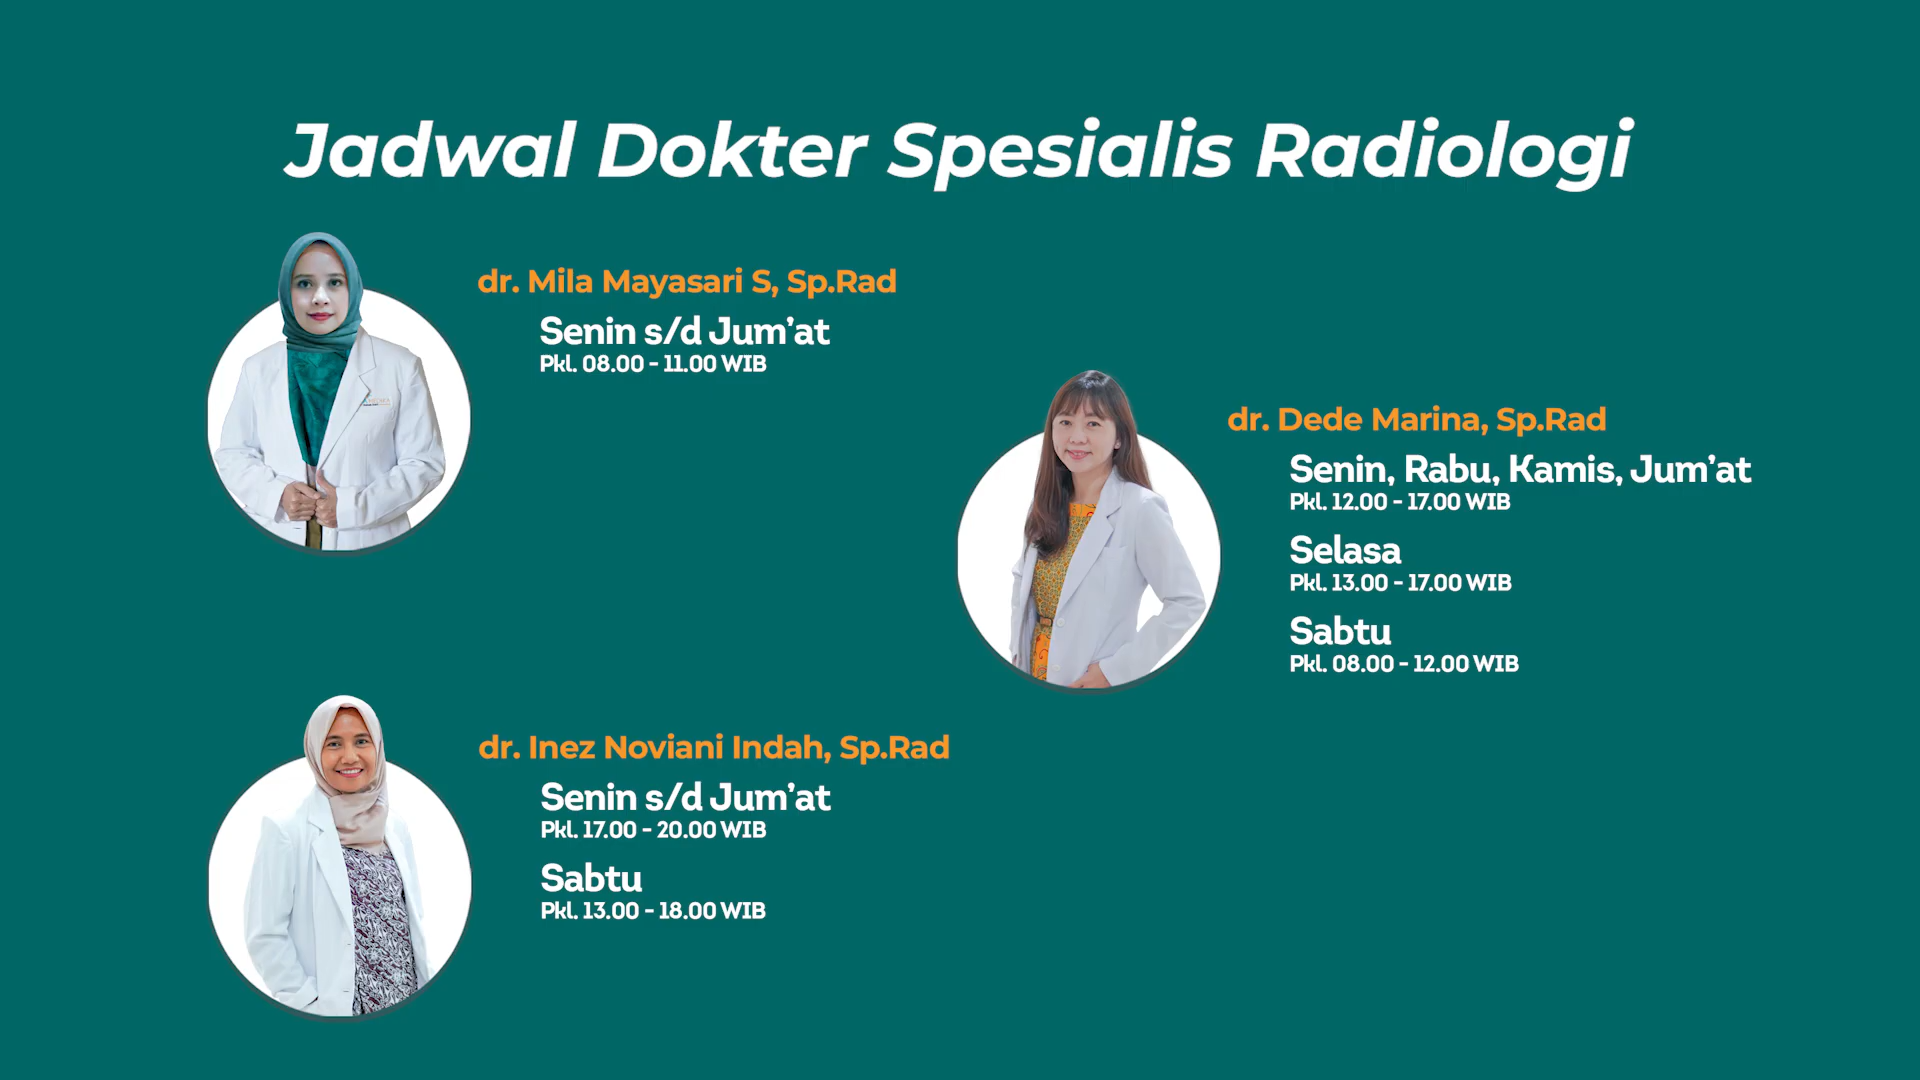 Jadwal Dokter Spesialis Radiologi
dr. Mila Mayasari S, Sp.Rad
Senin s/d Jum'at
Pkl. 08.00 - 11.00 WIB
dr. Dede Marina, Sp.Rad
Senin, Rabu, Kamis, Jum'at
Pkl. 12.00 - 17.00 WIB
Selasa
Pkl. 13.00 - 17.00 WIB
Sabtu
Pkl. 08.00 - 12.00 WIB
dr. Inez Noviani Indah, Sp.Rad
Senin s/d Jum'at
Pkl. 17.00 - 20.00 WIB
Sabtu
Pkl. 13.00 - 18.00 WIB